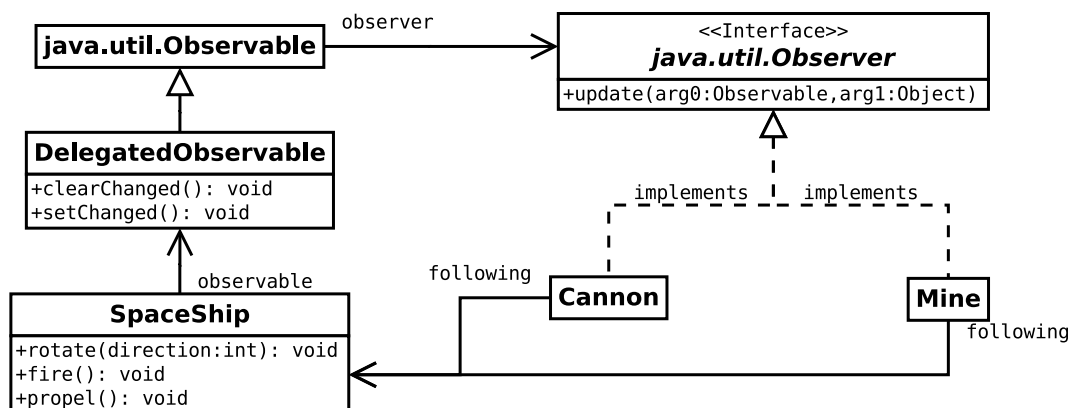 observer
java.util.Observable
<<Interface>>
java.util.Observer
+update(arg0:Observable,arg1:Object)
DelegatedObservable
+clearChanged(): void
+setChanged(): void
implements
implements
observable
following
Cannon
Mine
following
SpaceShip
+rotate(direction:int): void
+fire(): void
+propel(): void